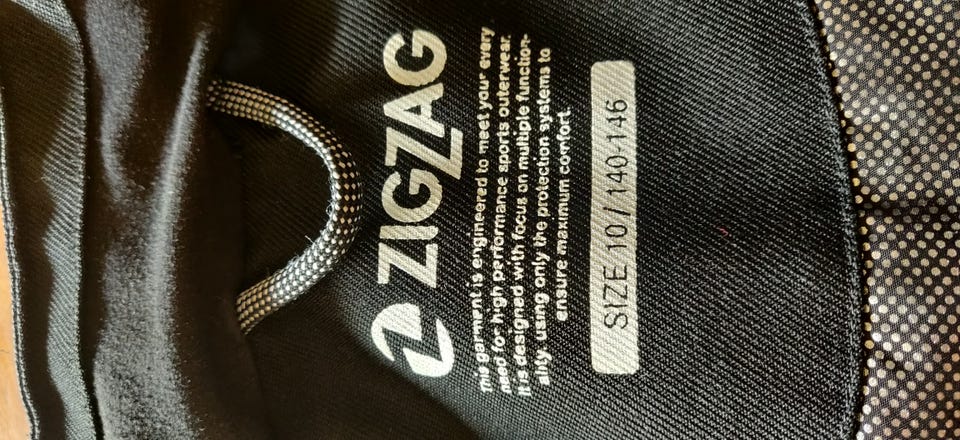 ZIGZAG
This garment is engineered to meet your every
need for high performance sports outerwear.
It is designed with focus on multiple function-
ality, using only the protection systems to
ensure maximum comfort.
SIZE 10/140-146